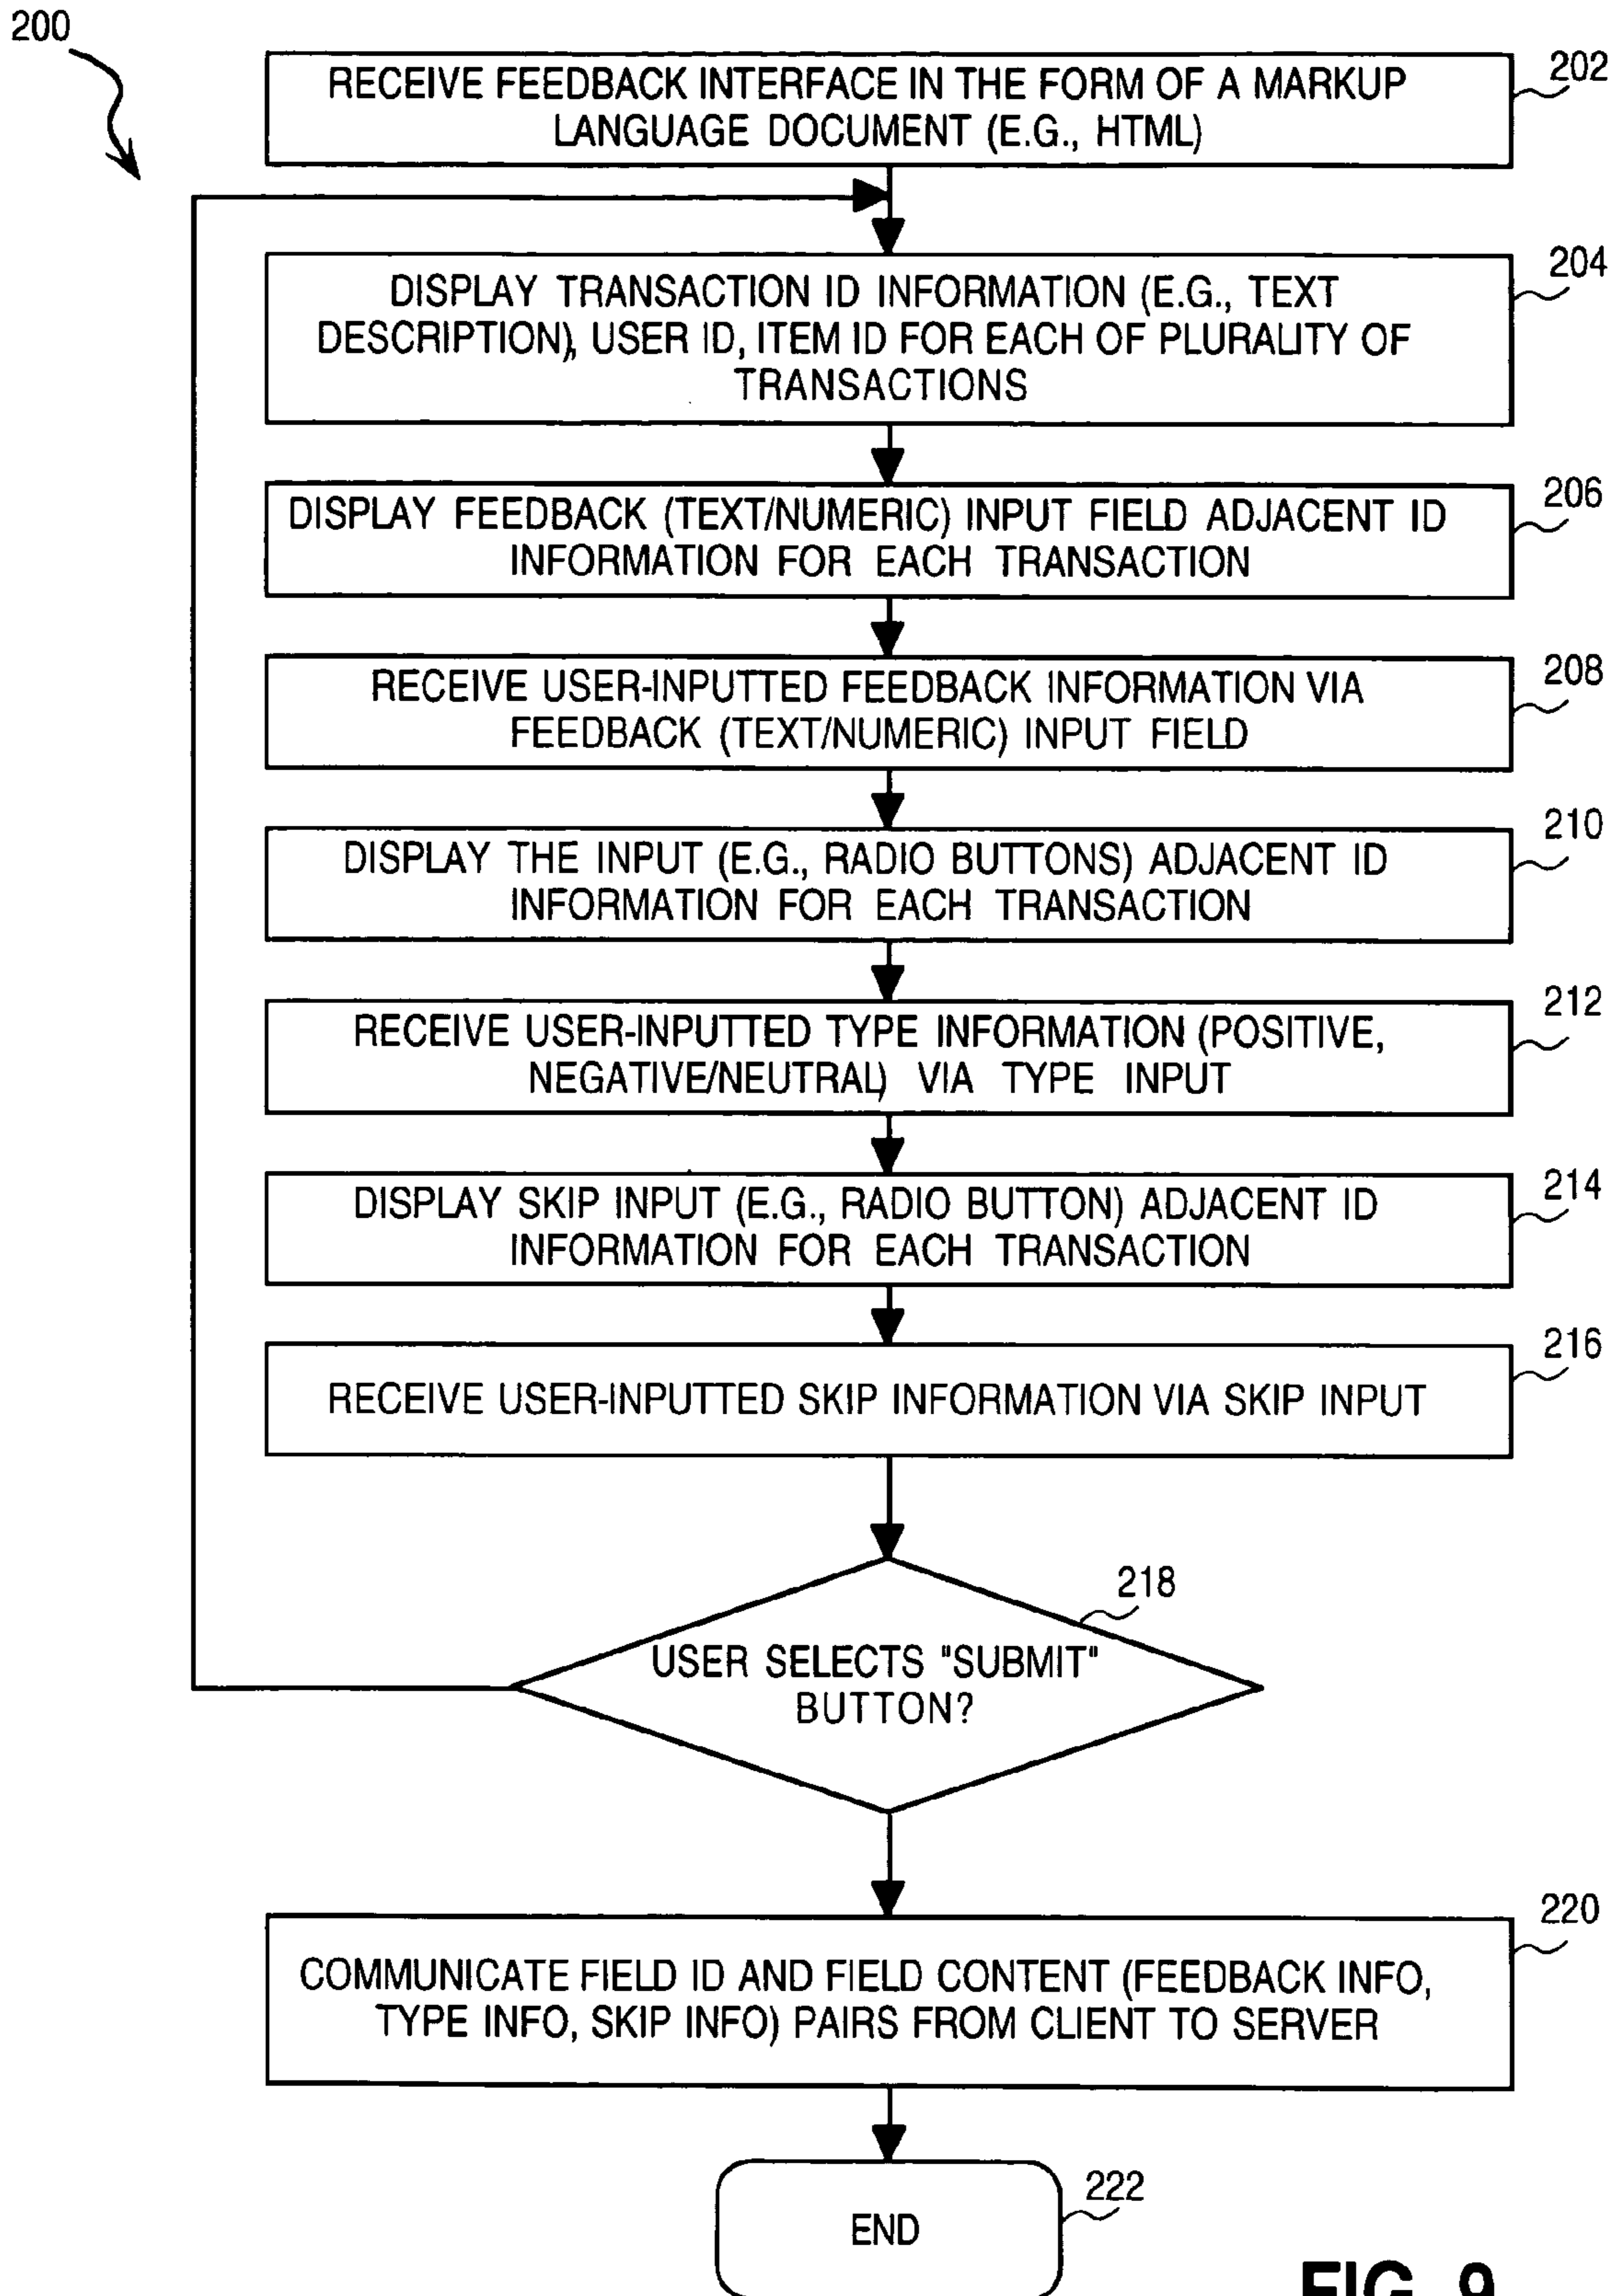 200
RECEIVE FEEDBACK INTERFACE IN THE FORM OF A MARKUP
LANGUAGE DOCUMENT (E.G., HTML)
202
DISPLAY TRANSACTION ID INFORMATION (E.G., TEXT
DESCRIPTION), USER ID, ITEM ID FOR EACH OF PLURALITY OF
TRANSACTIONS
204
DISPLAY FEEDBACK (TEXT/NUMERIC) INPUT FIELD ADJACENT ID
INFORMATION FOR EACH TRANSACTION
206
RECEIVE USER-INPUTTED FEEDBACK INFORMATION VIA
FEEDBACK (TEXT/NUMERIC) INPUT FIELD
208
DISPLAY THE INPUT (E.G., RADIO BUTTONS) ADJACENT ID
INFORMATION FOR EACH TRANSACTION
210
RECEIVE USER-INPUTTED TYPE INFORMATION (POSITIVE,
NEGATIVE/NEUTRAL) VIA TYPE INPUT
212
DISPLAY SKIP INPUT (E.G., RADIO BUTTON) ADJACENT ID
INFORMATION FOR EACH TRANSACTION
214
RECEIVE USER-INPUTTED SKIP INFORMATION VIA SKIP INPUT
216
USER SELECTS "SUBMIT"
BUTTON?
218
COMMUNICATE FIELD ID AND FIELD CONTENT (FEEDBACK INFO,
TYPE INFO, SKIP INFO) PAIRS FROM CLIENT TO SERVER
220
END
222
FIG. 9